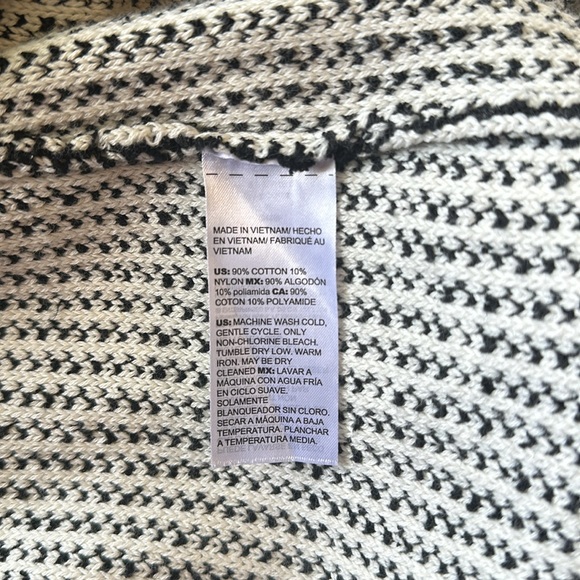 MADE IN VIETNAM/ HECHO
EN VIETNAM/ FABRIQUÉ AU
VIETNAM
US: 90% COTTON 10%
NYLON MX: 90% ALGODÓN
10% poliamida CA: 90%
COTON 10% POLYAMIDE
US: MACHINE WASH COLD,
GENTLE CYCLE. ONLY
NON-CHLORINE BLEACH.
TUMBLE DRY LOW. WARM
IRON. MAY BE DRY
CLEANED MX: LAVAR A
MÁQUINA CON AGUA FRÍA
EN CICLO SUAVE.
SOLAMENTE
BLANQUEADOR SIN CLORO.
SECAR A MÁQUINA A BAJA
TEMPERATURA. PLANCHAR
A TEMPERATURA MEDIA.